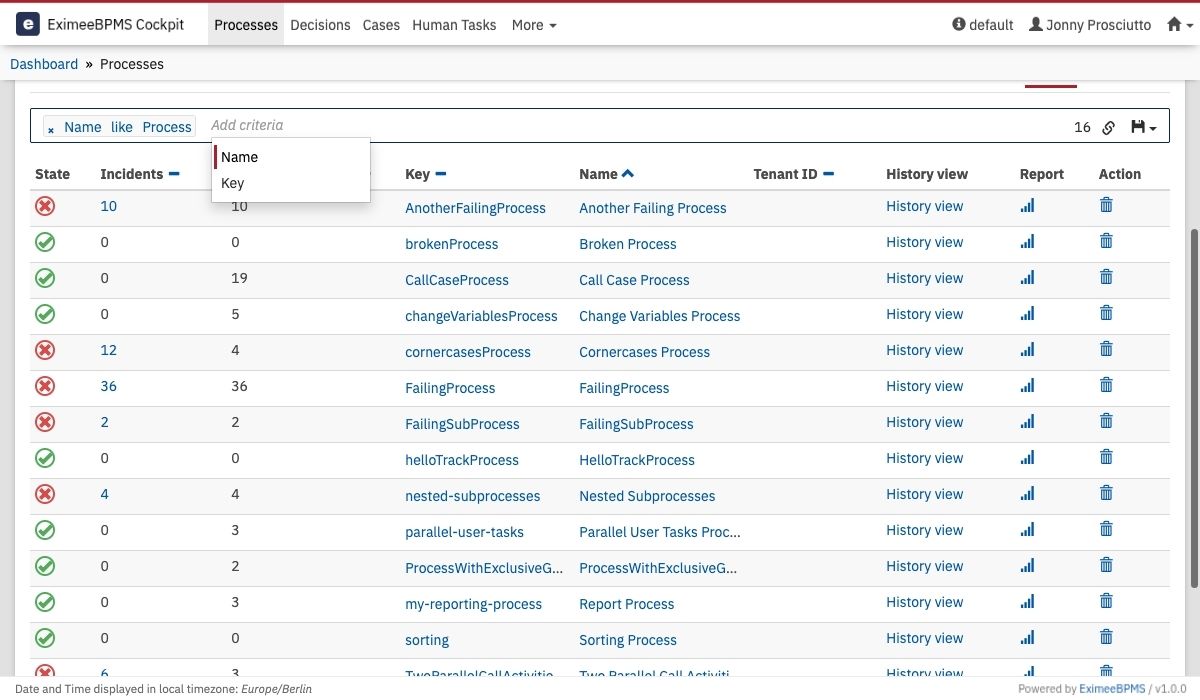 e EximeeBPMS Cockpit Processes Decisions Cases Human Tasks More default Jonny Prosciutto
Dashboard » Processes
× Name like Process Add criteria 16
Name
Key
State Incidents Key Name Tenant ID History view Report Action
10 10 AnotherFailingProcess Another Failing Process History view
0 0 brokenProcess Broken Process History view
0 19 CallCaseProcess Call Case Process History view
0 5 changeVariablesProcess Change Variables Process History view
12 4 cornercasesProcess Cornercases Process History view
36 36 FailingProcess FailingProcess History view
2 2 FailingSubProcess FailingSubProcess History view
0 0 helloTrackProcess HelloTrackProcess History view
4 4 nested-subprocesses Nested Subprocesses History view
0 3 parallel-user-tasks Parallel User Tasks Proc... History view
0 2 ProcessWithExclusiveG... ProcessWithExclusiveG... History view
0 3 my-reporting-process Report Process History view
0 0 sorting Sorting Process History view
6 3 TwoParallelCallActivitie Two Parallel Call Activiti History view
Date and Time displayed in local timezone: Europe/Berlin Powered by EximeeBPMS / v1.0.0